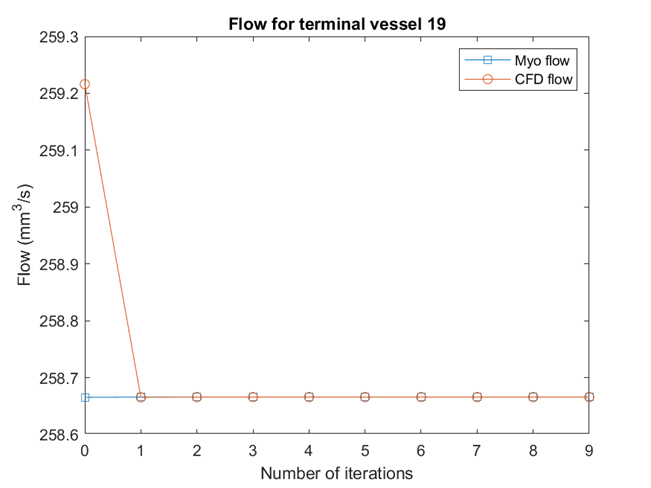 Flow for terminal vessel 19
Myo flow
CFD flow
Flow (mm³/s)
259.3
259.2
259.1
259
258.9
258.8
258.7
258.6
0 1 2 3 4 5 6 7 8 9
Number of iterations